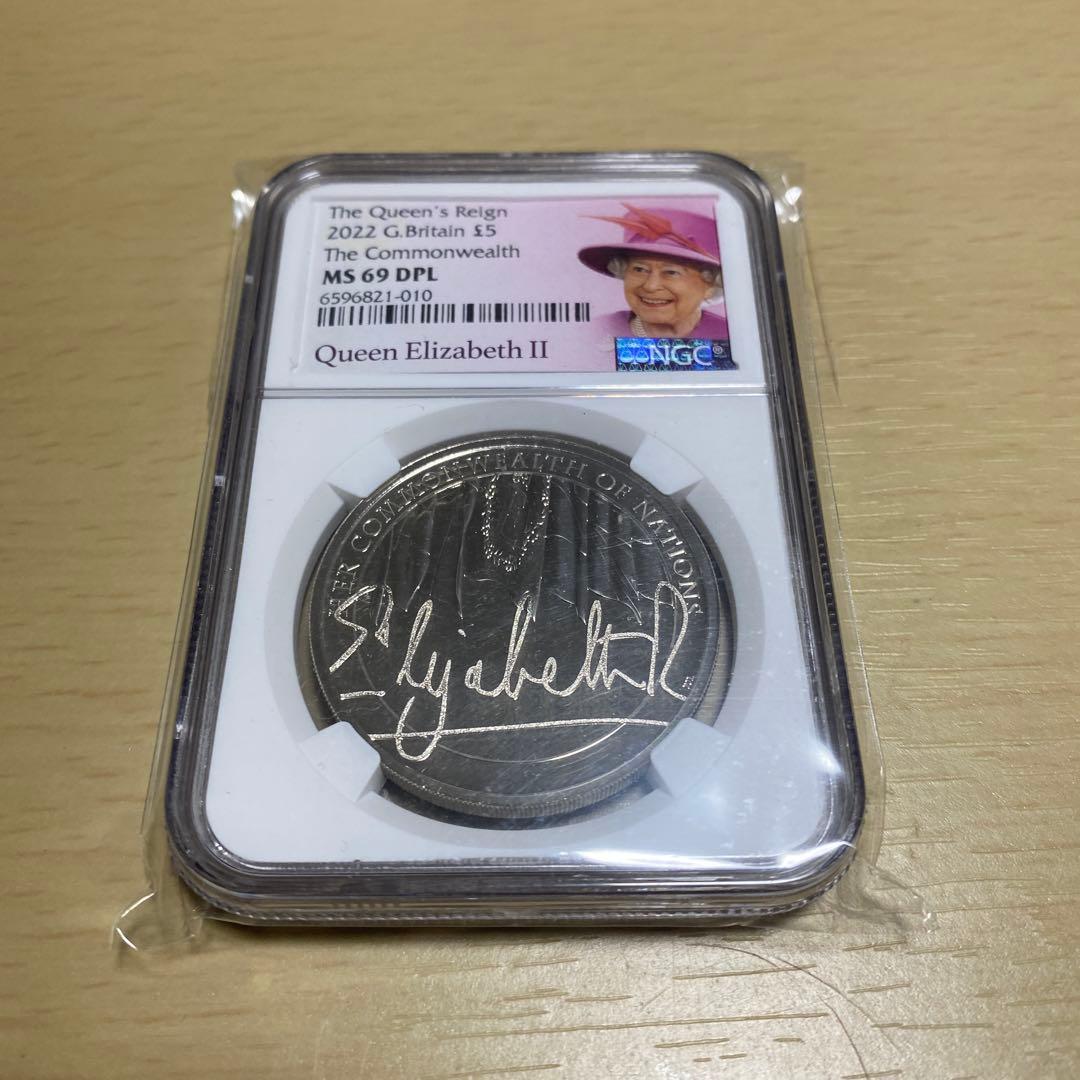 The Queen's Reign
2022 G.Britain £5
The Commonwealth
MS 69 DPL
6596821-010
Queen Elizabeth II
NGC®
HER COMMONWEALTH OF NATIONS
Elizabeth R